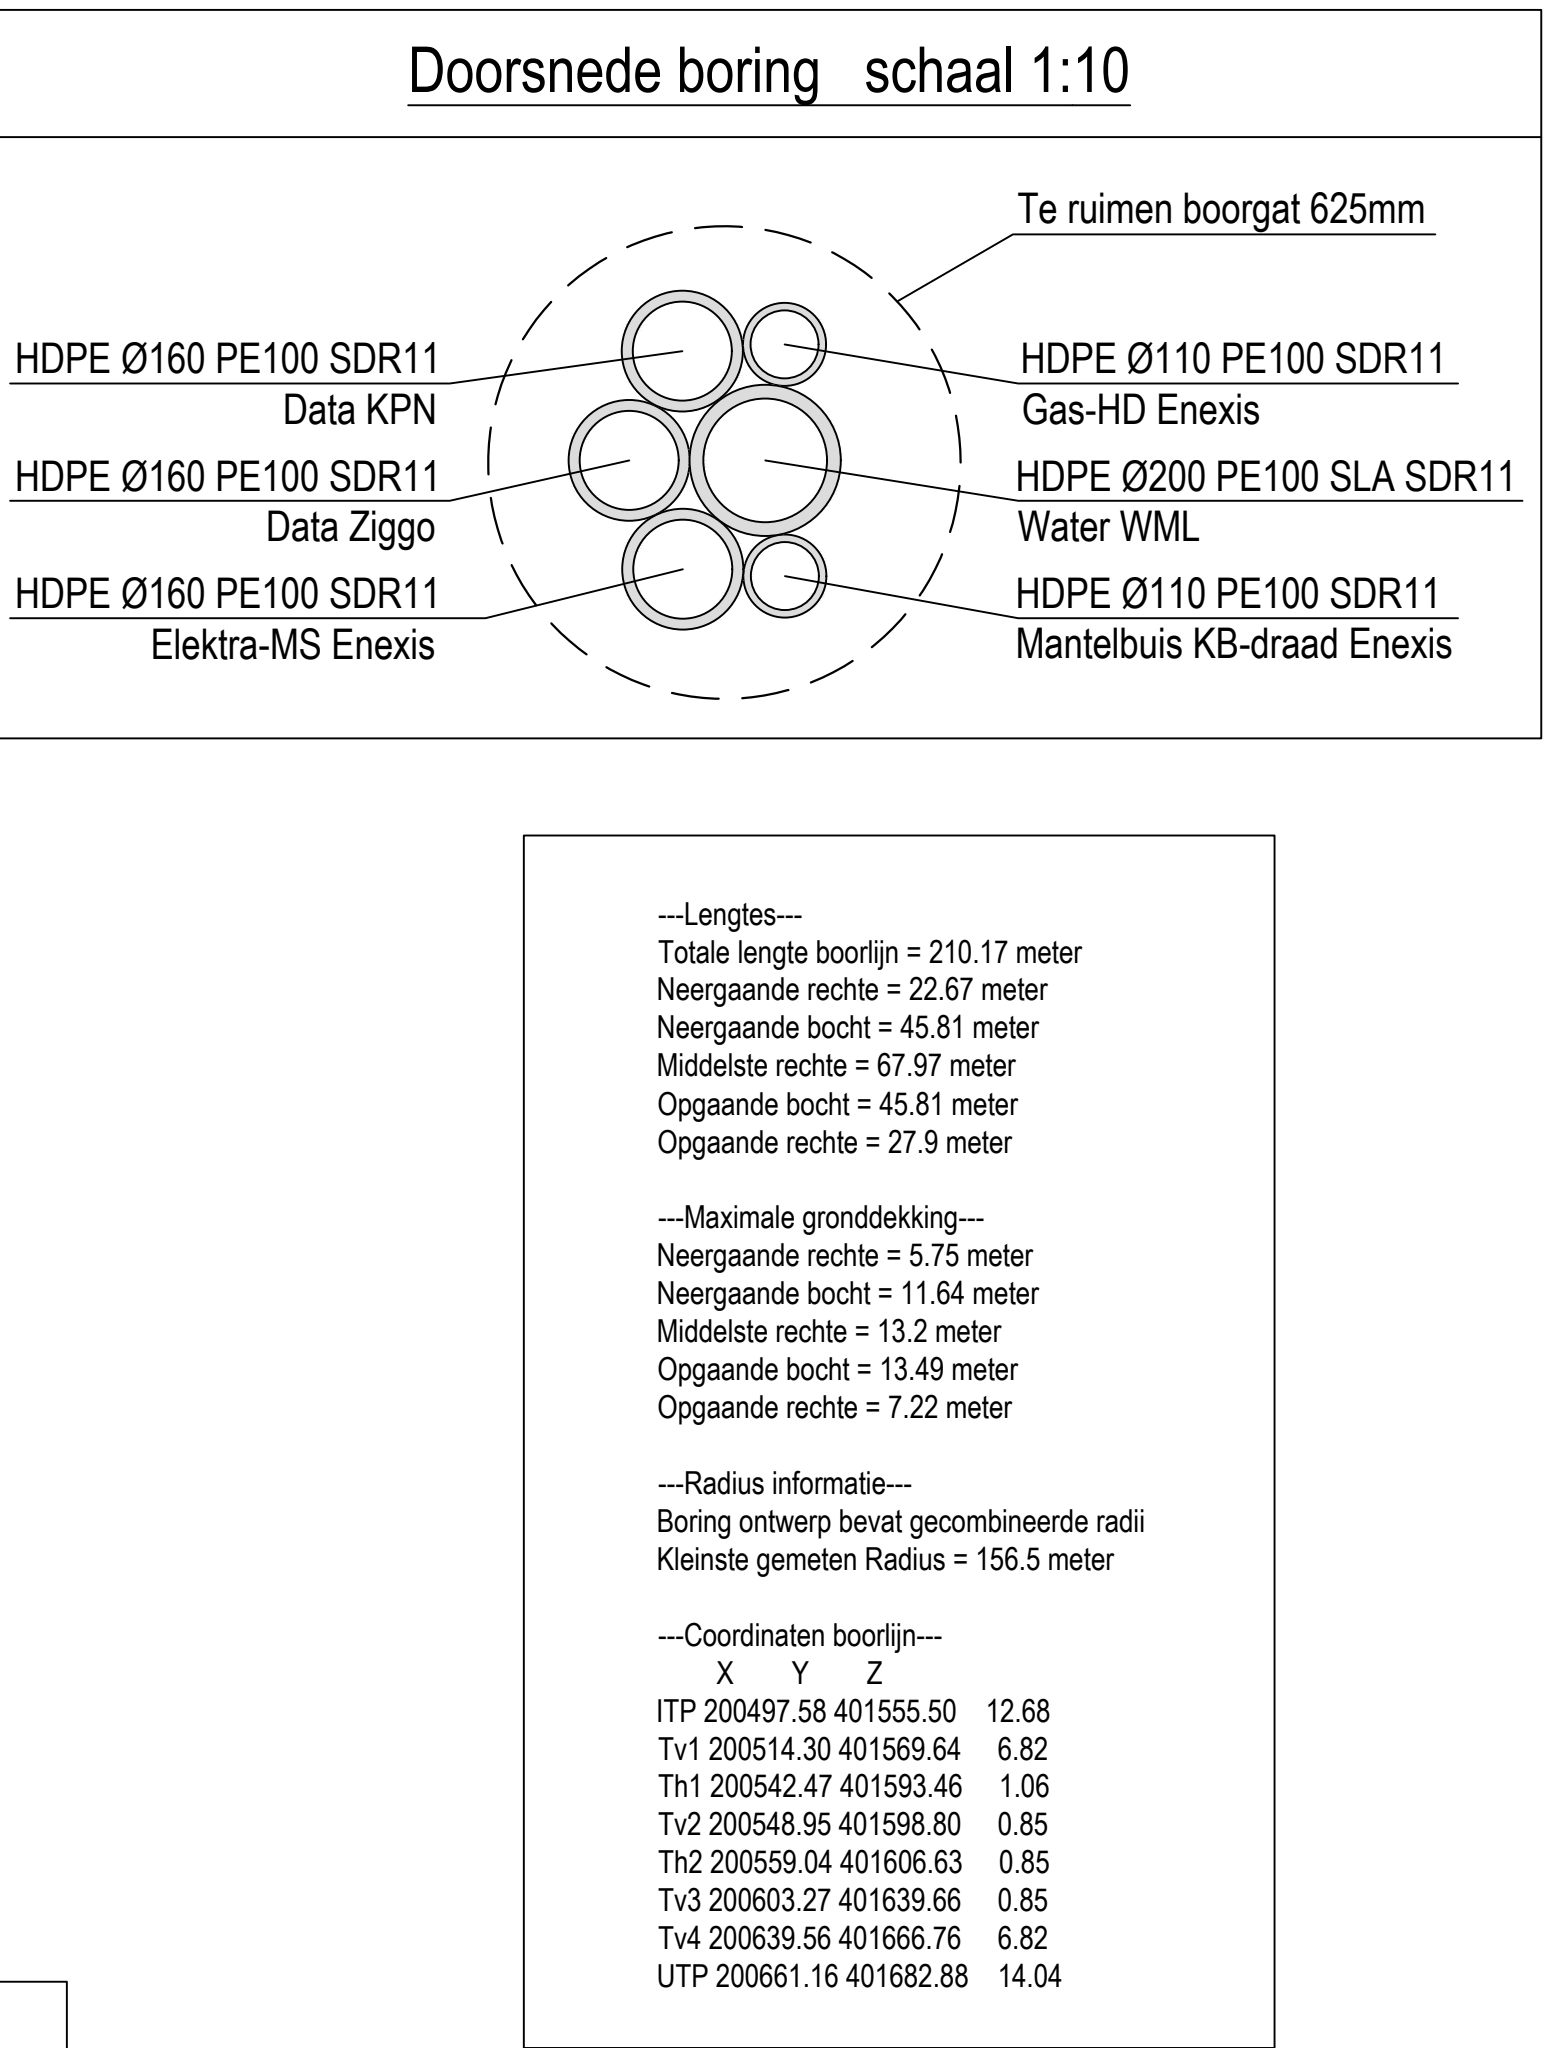 Doorsnede boring schaal 1:10
Te ruimen boorgat 625mm
HDPE Ø160 PE100 SDR11
Data KPN
HDPE Ø160 PE100 SDR11
Data Ziggo
HDPE Ø160 PE100 SDR11
Elektra-MS Enexis
HDPE Ø110 PE100 SDR11
Gas-HD Enexis
HDPE Ø200 PE100 SLA SDR11
Water WML
HDPE Ø110 PE100 SDR11
Mantelbuis KB-draad Enexis
---Lengtes---
Totale lengte boorlijn = 210.17 meter
Neergaande rechte = 22.67 meter
Neergaande bocht = 45.81 meter
Middelste rechte = 67.97 meter
Opgaande bocht = 45.81 meter
Opgaande rechte = 27.9 meter
---Maximale gronddekking---
Neergaande rechte = 5.75 meter
Neergaande bocht = 11.64 meter
Middelste rechte = 13.2 meter
Opgaande bocht = 13.49 meter
Opgaande rechte = 7.22 meter
---Radius informatie---
Boring ontwerp bevat gecombineerde radii
Kleinste gemeten Radius = 156.5 meter
---Coordinaten boorlijn---
X Y Z
ITP 200497.58 401555.50 12.68
Tv1 200514.30 401569.64 6.82
Th1 200542.47 401593.46 1.06
Tv2 200548.95 401598.80 0.85
Th2 200559.04 401606.63 0.85
Tv3 200603.27 401639.66 0.85
Tv4 200639.56 401666.76 6.82
UTP 200661.16 401682.88 14.04